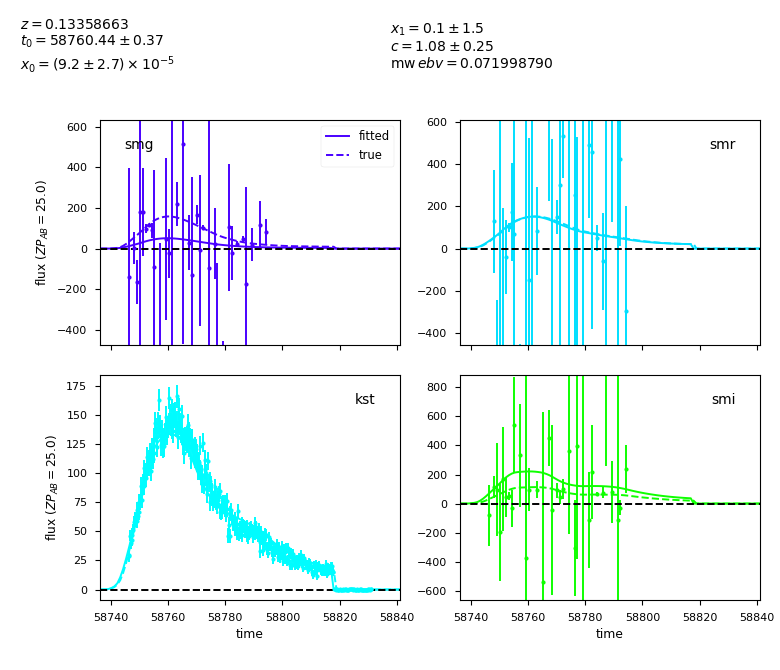 z = 0.13358663
t₀ = 58760.44 ± 0.37
x₀ = (9.2 ± 2.7) × 10⁻⁵
x₁ = 0.1 ± 1.5
c = 1.08 ± 0.25
mw ebv = 0.071998790
smg
fitted
true
600
400
200
0
−200
−400
flux (ZP_AB = 25.0)
smr
600
400
200
0
−200
−400
kst
175
150
125
100
75
50
25
0
flux (ZP_AB = 25.0)
58740 58760 58780 58800 58820 58840
time
smi
800
600
400
200
0
−200
−400
−600
58740 58760 58780 58800 58820 58840
time